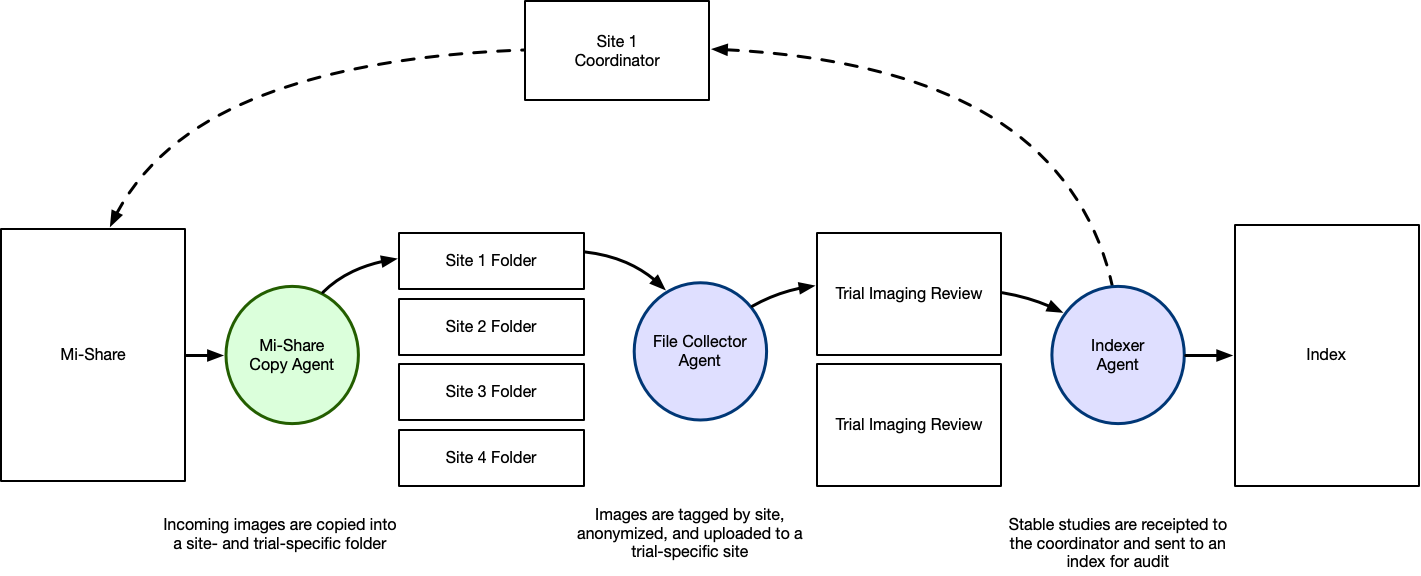 Site 1
Coordinator
Mi-Share
Mi-Share
Copy Agent
Site 1 Folder
Site 2 Folder
Site 3 Folder
Site 4 Folder
File Collector
Agent
Trial Imaging Review
Trial Imaging Review
Indexer
Agent
Index
Incoming images are copied into
a site- and trial-specific folder
Images are tagged by site,
anonymized, and uploaded to a
trial-specific site
Stable studies are receipted to
the coordinator and sent to an
index for audit